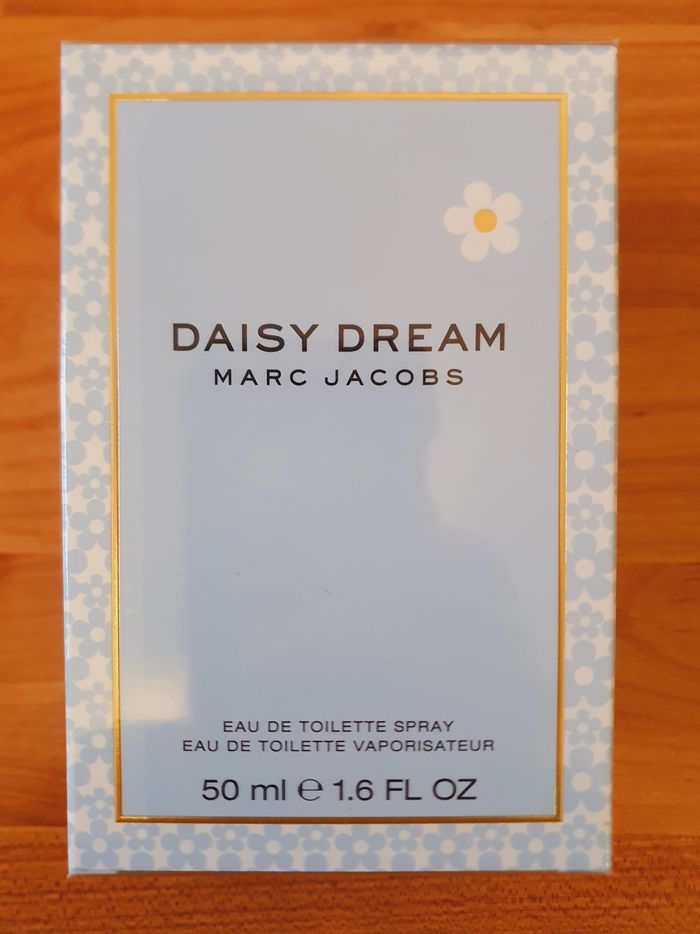 DAISY DREAM
MARC JACOBS
EAU DE TOILETTE SPRAY
EAU DE TOILETTE VAPORISATEUR
50 ml ℮ 1.6 FL OZ